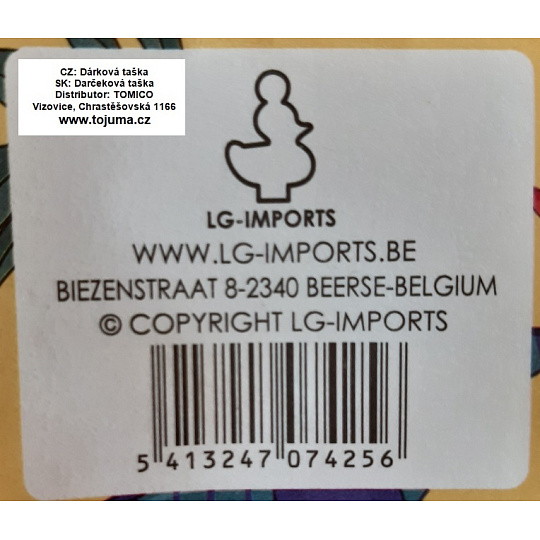 CZ: Dárková taška
SK: Darčeková taška
Distributor: TOMICO
Vizovice, Chrastěšovská 1166
www.tojuma.cz
LG-IMPORTS
WWW.LG-IMPORTS.BE
BIEZENSTRAAT 8-2340 BEERSE-BELGIUM
© COPYRIGHT LG-IMPORTS
5 413247 074256